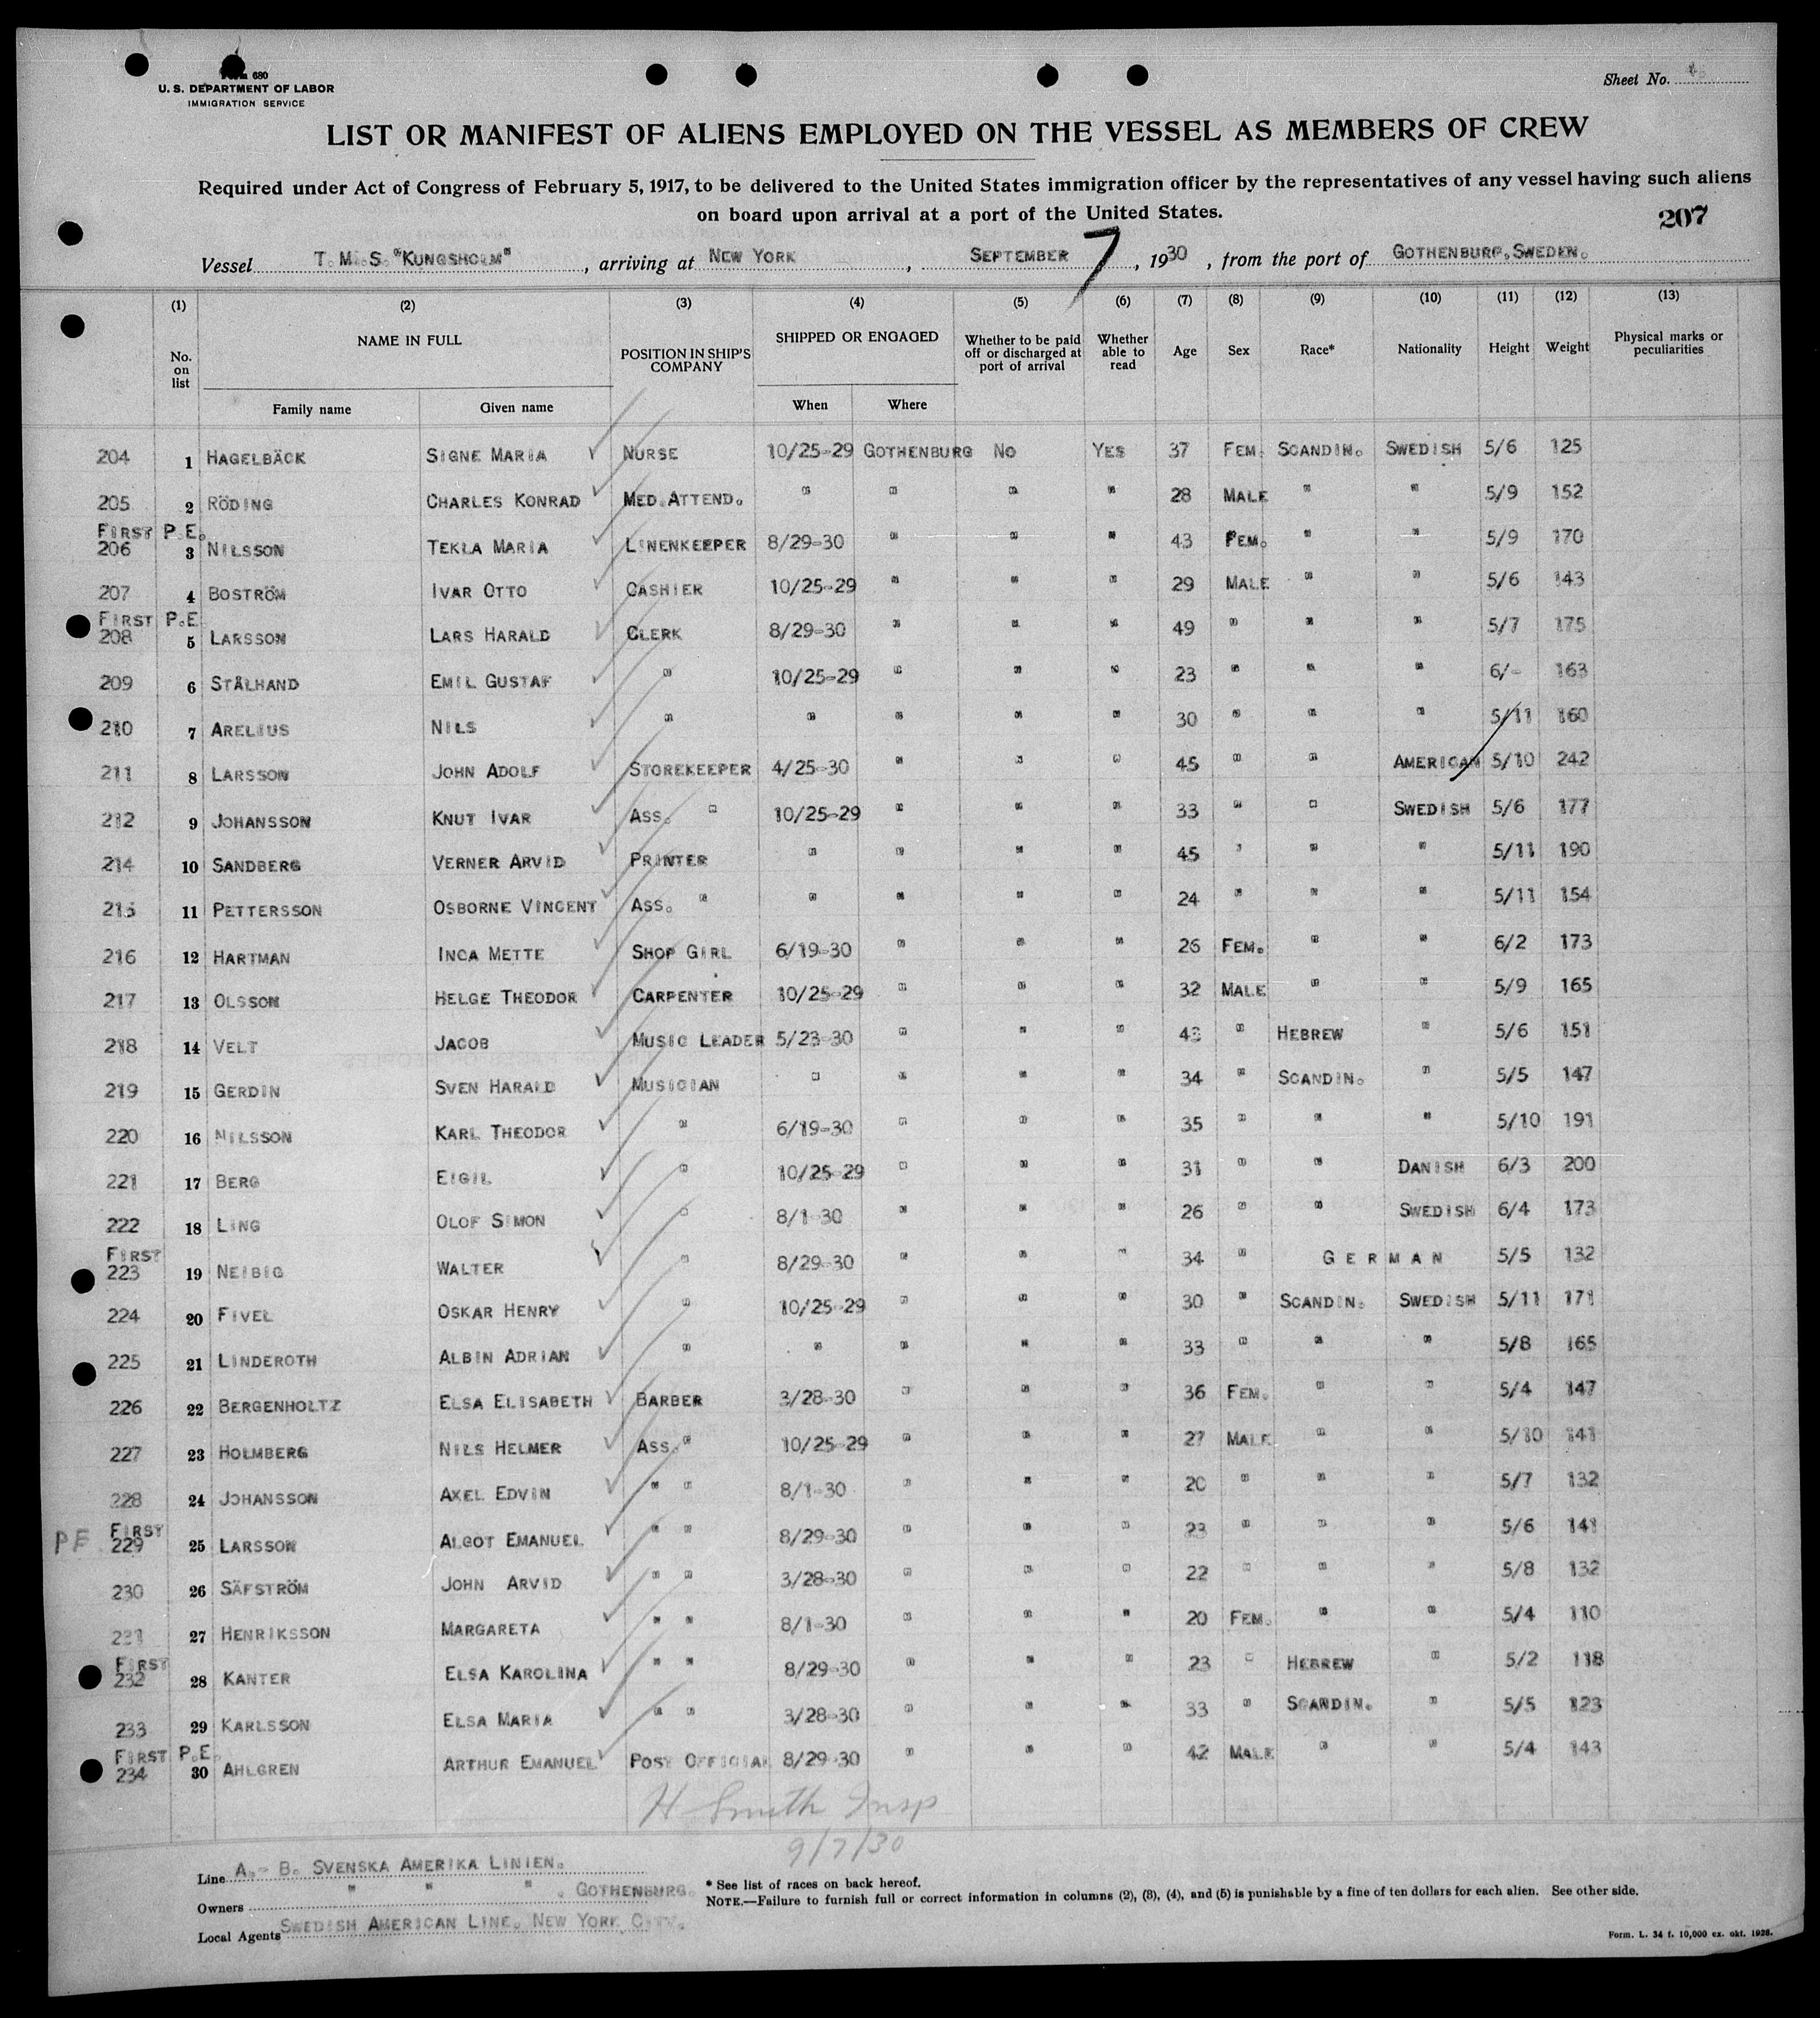 Form 680
U. S. DEPARTMENT OF LABOR
IMMIGRATION SERVICE
Sheet No.
LIST OR MANIFEST OF ALIENS EMPLOYED ON THE VESSEL AS MEMBERS OF CREW
Required under Act of Congress of February 5, 1917, to be delivered to the United States immigration officer by the representatives of any vessel having such aliens
on board upon arrival at a port of the United States.
207
Vessel T. M. S. "KUNGSHOLM", arriving at NEW YORK, SEPTEMBER 7, 1930, from the port of GOTHENBURG, SWEDEN.
(1) (2) (3) (4) (5) (6) (7) (8) (9) (10) (11) (12) (13)
No. on list NAME IN FULL POSITION IN SHIP'S COMPANY SHIPPED OR ENGAGED Whether to be paid off or discharged at port of arrival Whether able to read Age Sex Race* Nationality Height Weight Physical marks or peculiarities
Family name Given name When Where
204 1 HAGELBÄCK SIGNE MARIA NURSE 10/25-29 GOTHENBURG NO YES 37 FEM. SCANDIN. SWEDISH 5/6 125
205 2 RÖDING CHARLES KONRAD MED.ATTEND. " " " " 28 MALE " " 5/9 152
FIRST P.E.
206 3 NILSSON TEKLA MARIA LINENKEEPER 8/29-30 " " " 43 FEM. " " 5/9 170
207 4 BOSTRÖM IVAR OTTO CASHIER 10/25-29 " " " 29 MALE " " 5/6 143
FIRST P.E
208 5 LARSSON LARS HARALD CLERK 8/29-30 " " " 49 " " " 5/7 175
209 6 STÅLHAND EMIL GUSTAF " 10/25-29 " " " 23 " " " 6/- 163
210 7 ARELIUS NILS " " " " " 30 " " " 5/11 160
211 8 LARSSON JOHN ADOLF STOREKEEPER 4/25-30 " " " 45 " " AMERICAN 5/10 242
212 9 JOHANSSON KNUT IVAR ASS. " 10/25-29 " " " 33 " " SWEDISH 5/6 177
214 10 SANDBERG VERNER ARVID PRINTER " " " " 45 " " " 5/11 190
215 11 PETTERSSON OSBORNE VINCENT ASS. " " " " " 24 " " " 5/11 154
216 12 HARTMAN INGA METTE SHOP GIRL 6/19-30 " " " 26 FEM. " " 6/2 173
217 13 OLSSON HELGE THEODOR CARPENTER 10/25-29 " " " 32 MALE " " 5/9 165
218 14 VELT JACOB MUSIC LEADER 5/23-30 " " " 43 " HEBREW " 5/6 151
219 15 GERDIN SVEN HARALD MUSICIAN " " " " 34 " SCANDIN. " 5/5 147
220 16 NILSSON KARL THEODOR " 6/19-30 " " " 35 " " " 5/10 191
221 17 BERG EIGIL " 10/25-29 " " " 31 " " DANISH 6/3 200
222 18 LING OLOF SIMON " 8/1-30 " " " 26 " " SWEDISH 6/4 173
FIRST
223 19 NEIBIG WALTER " 8/29-30 " " " 34 " GERMAN 5/5 132
224 20 FIVEL OSKAR HENRY " 10/25-29 " " " 30 " SCANDIN. SWEDISH 5/11 171
225 21 LINDEROTH ALBIN ADRIAN " " " " " 33 " " " 5/8 165
226 22 BERGENHOLTZ ELSA ELISABETH BARBER 3/28-30 " " " 36 FEM. " " 5/4 147
227 23 HOLMBERG NILS HELMER ASS. " 10/25-29 " " " 27 MALE " " 5/10 141
228 24 JOHANSSON AXEL EDVIN " " 8/1-30 " " " 20 " " " 5/7 132
PE FIRST
229 25 LARSSON ALGOT EMANUEL " " 8/29-30 " " " 23 " " " 5/6 141
230 26 SÄFSTRÖM JOHN ARVID " " 3/28-30 " " " 22 " " " 5/8 132
231 27 HENRIKSSON MARGARETA " " 8/1-30 " " " 20 FEM. " " 5/4 110
FIRST
232 28 KANTER ELSA KAROLINA " " 8/29-30 " " " 23 " HEBREW " 5/2 118
233 29 KARLSSON ELSA MARIA " " 3/28-30 " " " 33 " SCANDIN. " 5/5 123
FIRST P.E.
234 30 AHLGREN ARTHUR EMANUEL POST OFFICIAL 8/29-30 " " " 42 MALE " " 5/4 143
H Smith Insp
9/7/30
Line A.- B. SVENSKA AMERIKA LINIEN.
Owners " " " . GOTHENBURG.
Local Agents SWEDISH AMERICAN LINE. NEW YORK CITY.
* See list of races on back hereof.
NOTE.—Failure to furnish full or correct information in columns (2), (3), (4), and (5) is punishable by a fine of ten dollars for each alien. See other side.
Form. L. 34 f. 10,000 ex. okt. 1928.